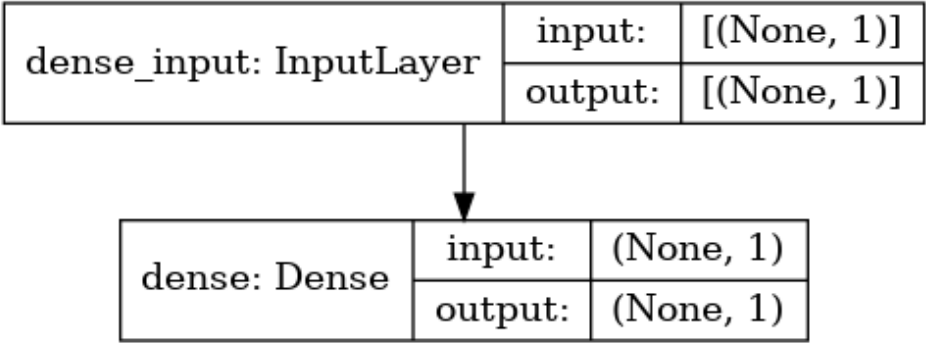 dense_input: InputLayer
input: [(None, 1)]
output: [(None, 1)]
dense: Dense
input: (None, 1)
output: (None, 1)